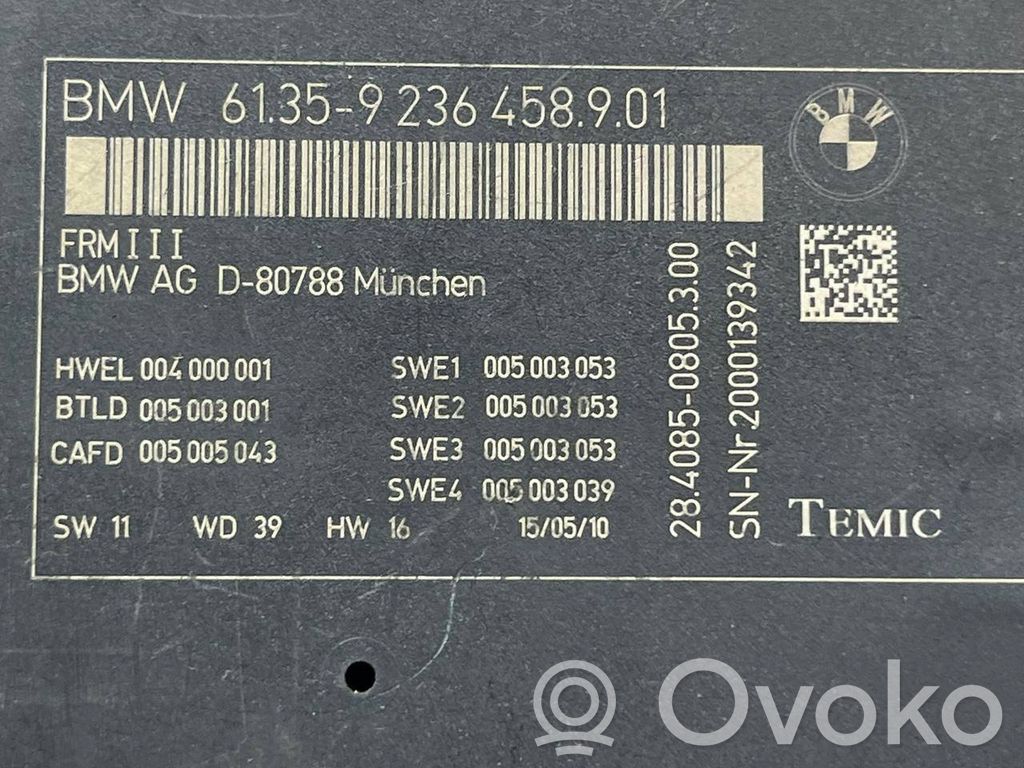 BMW 61.35-9 236 458.9.01
BMW
FRM III
BMW AG D-80788 München
HWEL 004 000 001
BTLD 005 003 001
CAFD 005 005 043
SWE1 005 003 053
SWE2 005 003 053
SWE3 005 003 053
SWE4 005 003 039
SW 11 WD 39 HW 16 15/05/10
28.4085-0805.3.00
SN-Nr2000139342
TEMIC
Ovoko